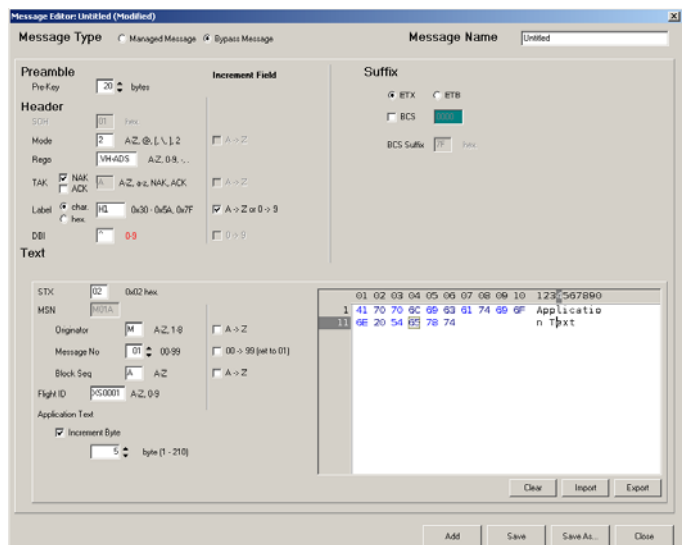 Message Editor: Untitled (Modified)
Message Type Managed Message Bypass Message Message Name Untitled
Preamble Increment Field Suffix
Pre-Key 20 bytes
ETX ETB
Header
BCS 0000
SOH 01 hex
Mode 2 A-Z, @, [, \, ], 2 A -> Z
BCS Suffix 7F hex
Rego VH-ADS A-Z, 0-9, -, .
TAK NAK ACK A A-Z, a-z, NAK, ACK A -> Z
Label char. hex. H1 0x30 - 0x5A, 0x7F A -> Z or 0 -> 9
DBI ^ 0-9 0 -> 9
Text
STX 02 0x02 hex
01 02 03 04 05 06 07 08 09 10 1234567890
MSN M01A
1 41 70 70 6C 69 63 61 74 69 6F Applicatio
11 6E 20 54 65 78 74 n Text
Originator M A-Z, 1-8 A -> Z
Message No 01 00-99 00 -> 99 (ret to 01)
Block Seq A A-Z A -> Z
Flight ID XS0001 A-Z, 0-9
Application Text
Increment Byte
5 byte (1 - 210)
Clear Import Export
Add Save Save As... Close